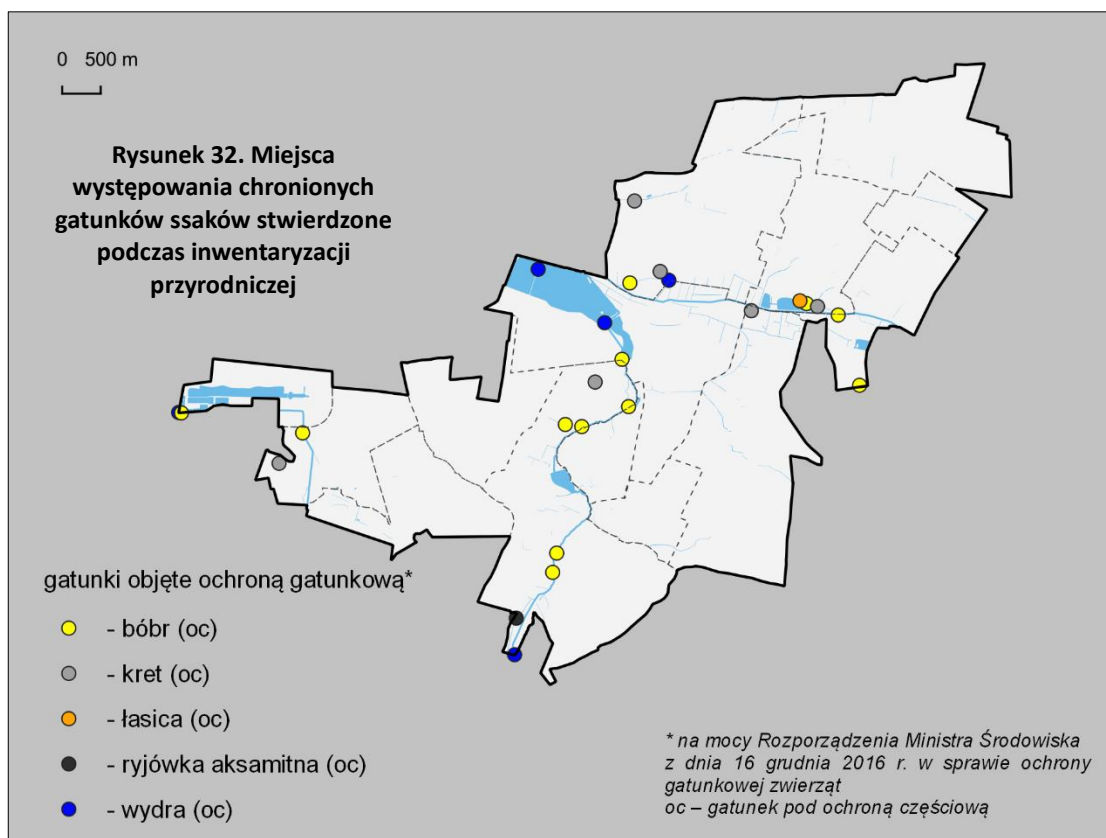 0 500 m
Rysunek 32. Miejsca
występowania chronionych
gatunków ssaków stwierdzone
podczas inwentaryzacji
przyrodniczej
gatunki objęte ochroną gatunkową*
- bóbr (oc)
- kret (oc)
- łasica (oc)
- ryjówka aksamitna (oc)
- wydra (oc)
* na mocy Rozporządzenia Ministra Środowiska
z dnia 16 grudnia 2016 r. w sprawie ochrony
gatunkowej zwierząt
oc – gatunek pod ochroną częściową